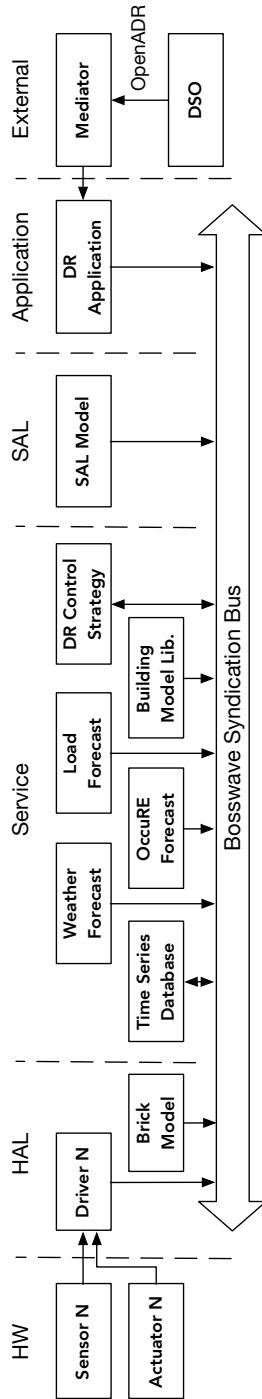 HW
HAL
Service
SAL
Application
External
Sensor N
Actuator N
Driver N
Brick
Model
Weather
Forecast
Time Series
Database
Load
Forecast
OccuRE
Forecast
DR Control
Strategy
Building
Model Lib.
SAL Model
DR
Application
Mediator
OpenADR
DSO
Bosswave Syndication Bus